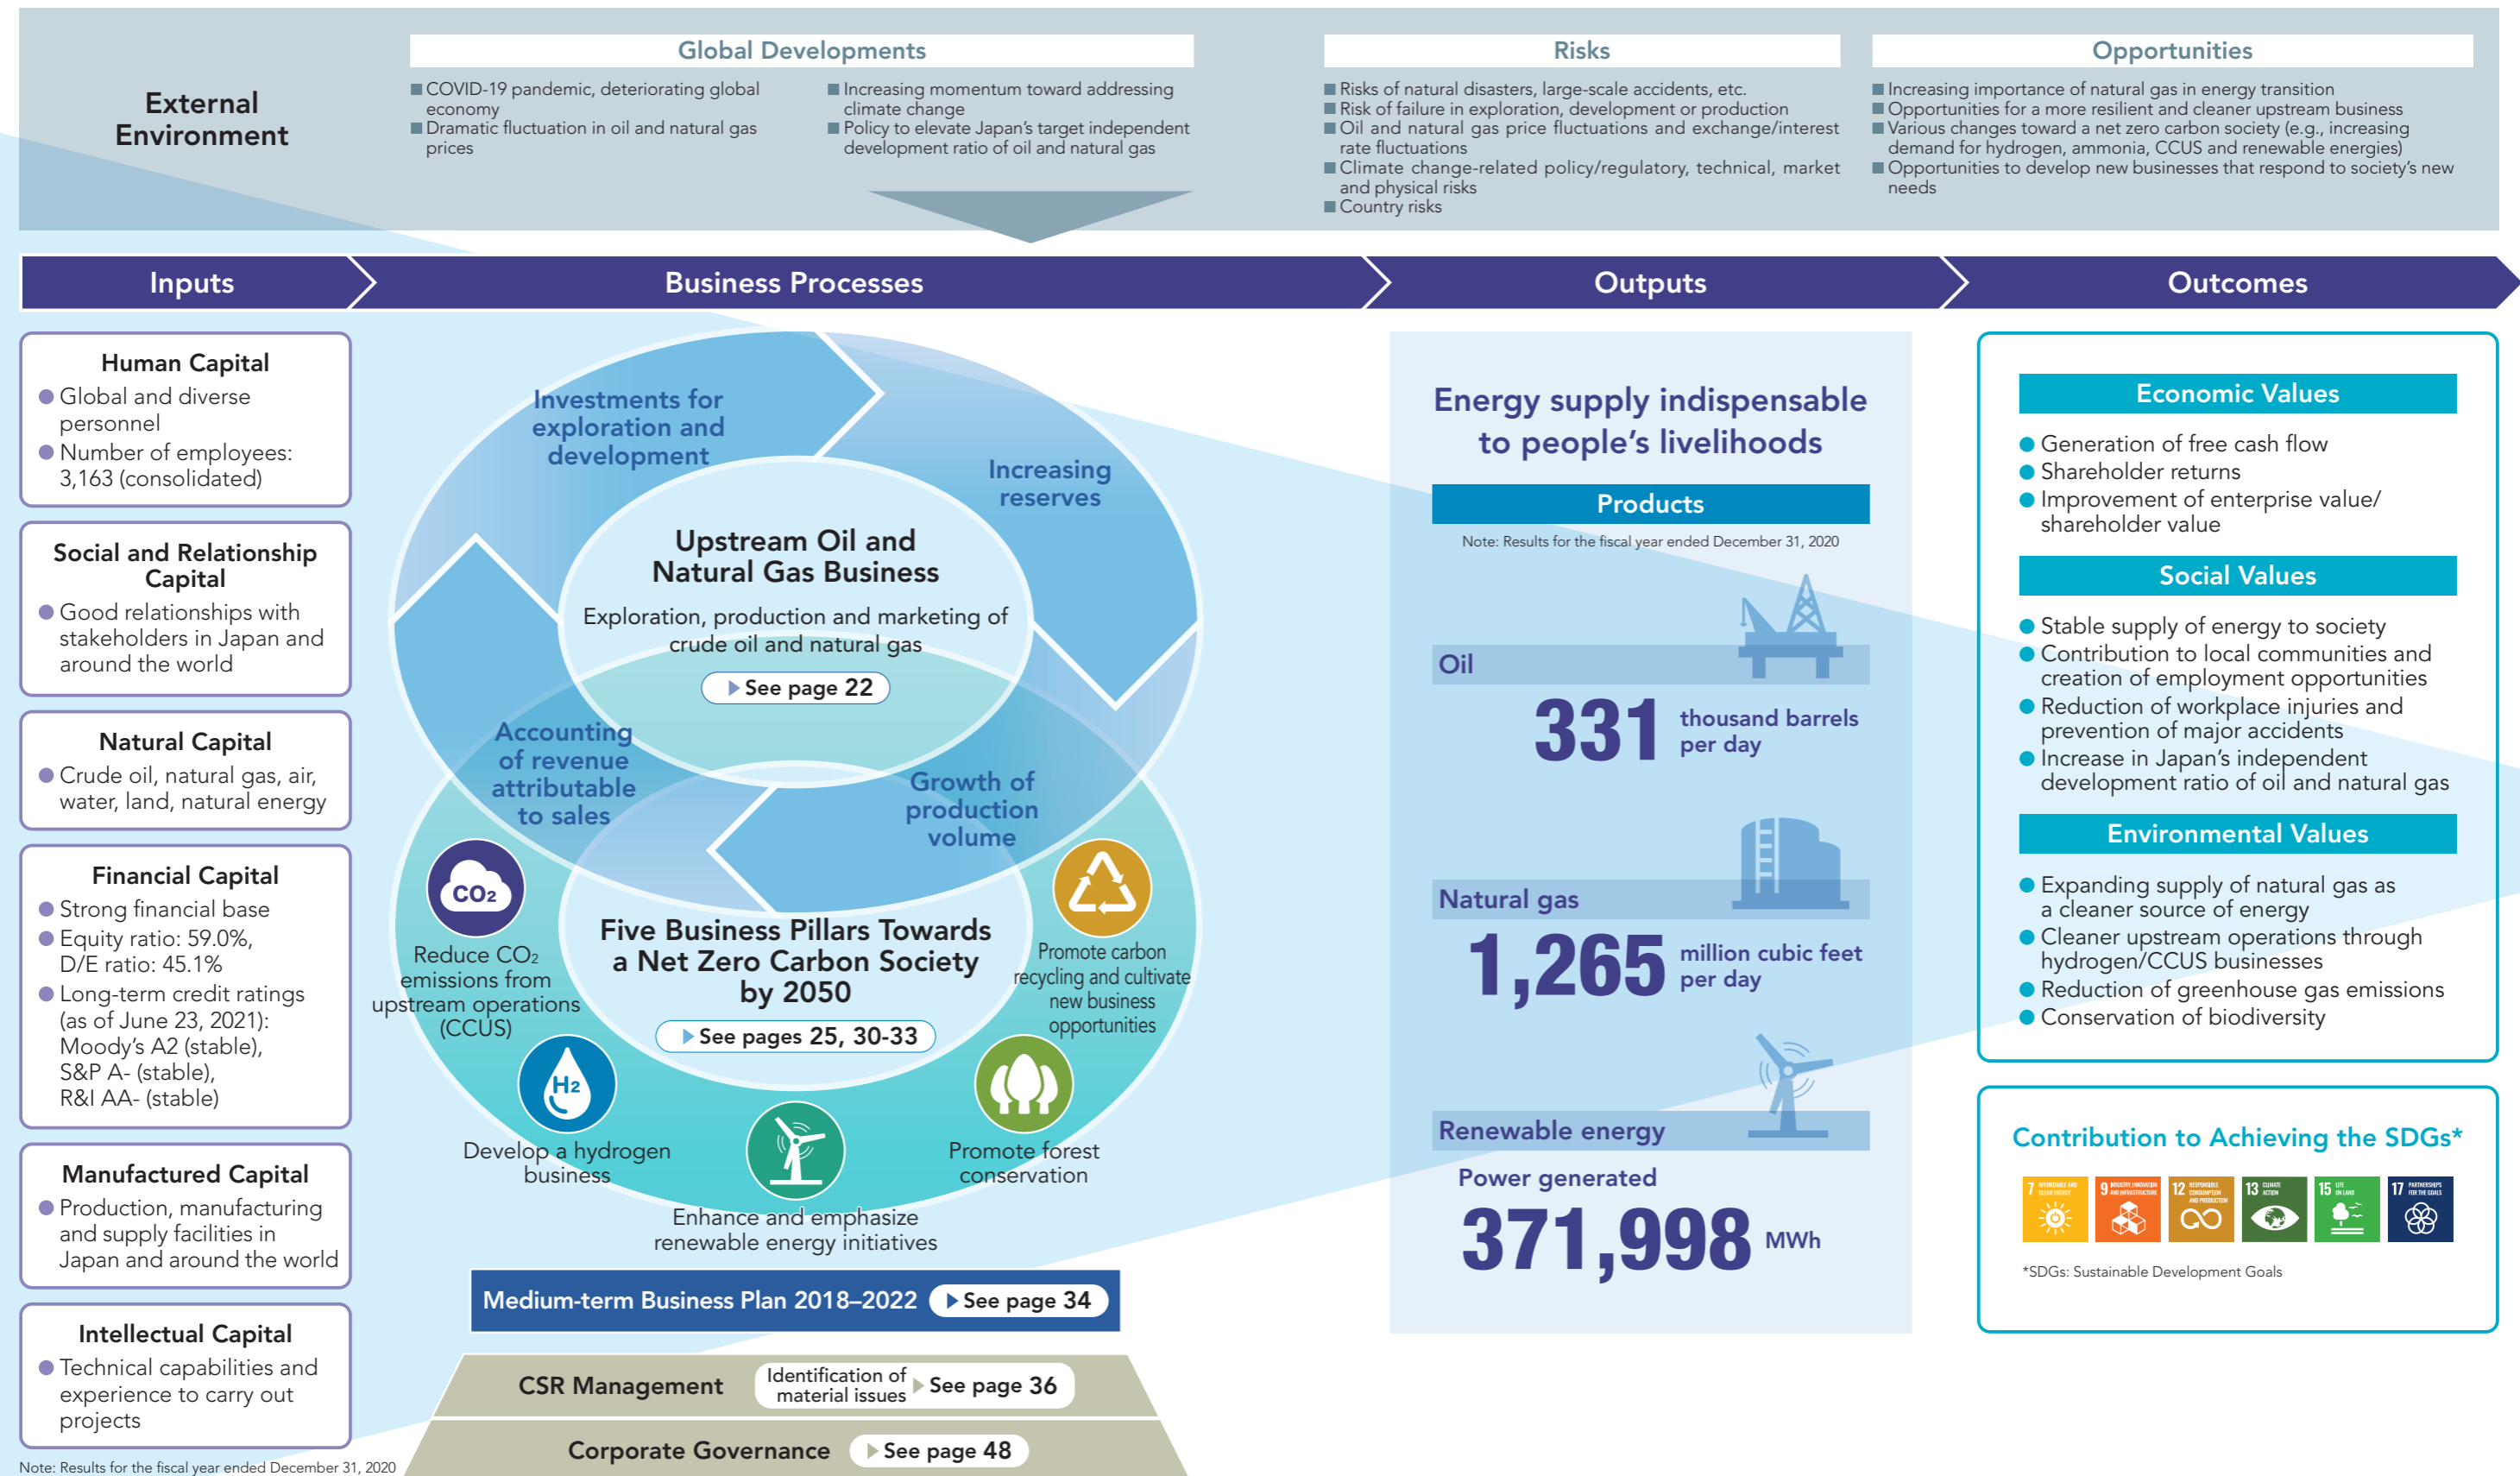 External
Environment
Global Developments
■ COVID-19 pandemic, deteriorating global
economy
■ Dramatic fluctuation in oil and natural gas
prices
■ Increasing momentum toward addressing
climate change
■ Policy to elevate Japan's target independent
development ratio of oil and natural gas
Risks
■ Risks of natural disasters, large-scale accidents, etc.
■ Risk of failure in exploration, development or production
■ Oil and natural gas price fluctuations and exchange/interest
rate fluctuations
■ Climate change-related policy/regulatory, technical, market
and physical risks
■ Country risks
Opportunities
■ Increasing importance of natural gas in energy transition
■ Opportunities for a more resilient and cleaner upstream business
■ Various changes toward a net zero carbon society (e.g., increasing
demand for hydrogen, ammonia, CCUS and renewable energies)
■ Opportunities to develop new businesses that respond to society's new
needs
Inputs
Business Processes
Outputs
Outcomes
Human Capital
● Global and diverse
personnel
● Number of employees:
3,163 (consolidated)
Social and Relationship
Capital
● Good relationships with
stakeholders in Japan and
around the world
Natural Capital
● Crude oil, natural gas, air,
water, land, natural energy
Financial Capital
● Strong financial base
● Equity ratio: 59.0%,
D/E ratio: 45.1%
● Long-term credit ratings
(as of June 23, 2021):
Moody's A2 (stable),
S&P A- (stable),
R&I AA- (stable)
Manufactured Capital
● Production, manufacturing
and supply facilities in
Japan and around the world
Intellectual Capital
● Technical capabilities and
experience to carry out
projects
Note: Results for the fiscal year ended December 31, 2020
Investments for
exploration and
development
Increasing
reserves
Upstream Oil and
Natural Gas Business
Exploration, production and marketing of
crude oil and natural gas
▶ See page 22
Accounting
of revenue
attributable
to sales
Growth of
production
volume
Five Business Pillars Towards
a Net Zero Carbon Society
by 2050
▶ See pages 25, 30-33
CO2
Reduce CO2
emissions from
upstream operations
(CCUS)
H2
Develop a hydrogen
business
Enhance and emphasize
renewable energy initiatives
Promote forest
conservation
Promote carbon
recycling and cultivate
new business
opportunities
Medium-term Business Plan 2018–2022 ▶ See page 34
CSR Management Identification of
material issues ▶ See page 36
Corporate Governance ▶ See page 48
Energy supply indispensable
to people's livelihoods
Products
Note: Results for the fiscal year ended December 31, 2020
Oil
331 thousand barrels
per day
Natural gas
1,265 million cubic feet
per day
Renewable energy
Power generated
371,998 MWh
Economic Values
● Generation of free cash flow
● Shareholder returns
● Improvement of enterprise value/
shareholder value
Social Values
● Stable supply of energy to society
● Contribution to local communities and
creation of employment opportunities
● Reduction of workplace injuries and
prevention of major accidents
● Increase in Japan's independent
development ratio of oil and natural gas
Environmental Values
● Expanding supply of natural gas as
a cleaner source of energy
● Cleaner upstream operations through
hydrogen/CCUS businesses
● Reduction of greenhouse gas emissions
● Conservation of biodiversity
Contribution to Achieving the SDGs*
7 AFFORDABLE AND
CLEAN ENERGY
9 INDUSTRY, INNOVATION
AND INFRASTRUCTURE
12 RESPONSIBLE
CONSUMPTION
AND PRODUCTION
13 CLIMATE
ACTION
15 LIFE
ON LAND
17 PARTNERSHIPS
FOR THE GOALS
*SDGs: Sustainable Development Goals